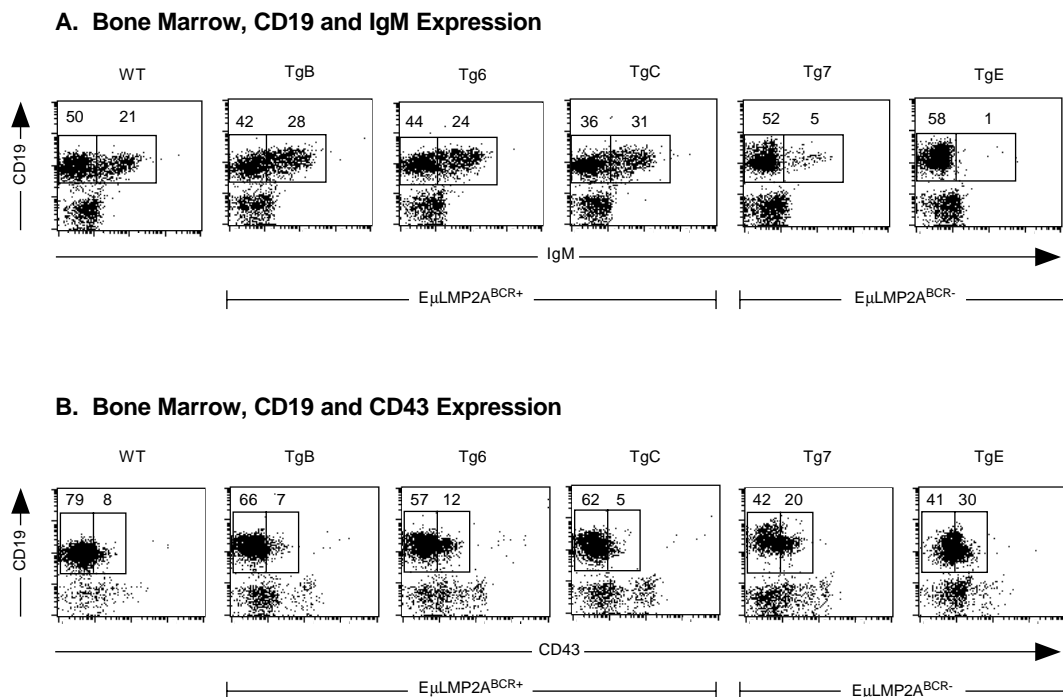 A. Bone Marrow, CD19 and IgM Expression
WT TgB Tg6 TgC Tg7 TgE
50 21 42 28 44 24 36 31 52 5 58 1
CD19
IgM
EμLMP2A^BCR+ EμLMP2A^BCR-
B. Bone Marrow, CD19 and CD43 Expression
WT TgB Tg6 TgC Tg7 TgE
79 8 66 7 57 12 62 5 42 20 41 30
CD19
CD43
EμLMP2A^BCR+ EμLMP2A^BCR-